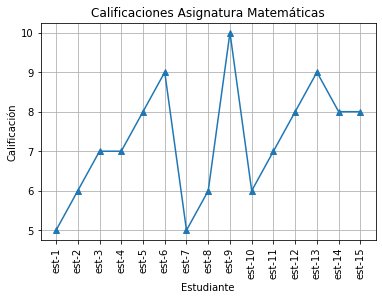 Calificaciones Asignatura Matemáticas
Calificación
10
9
8
7
6
5
est-1
est-2
est-3
est-4
est-5
est-6
est-7
est-8
est-9
est-10
est-11
est-12
est-13
est-14
est-15
Estudiante